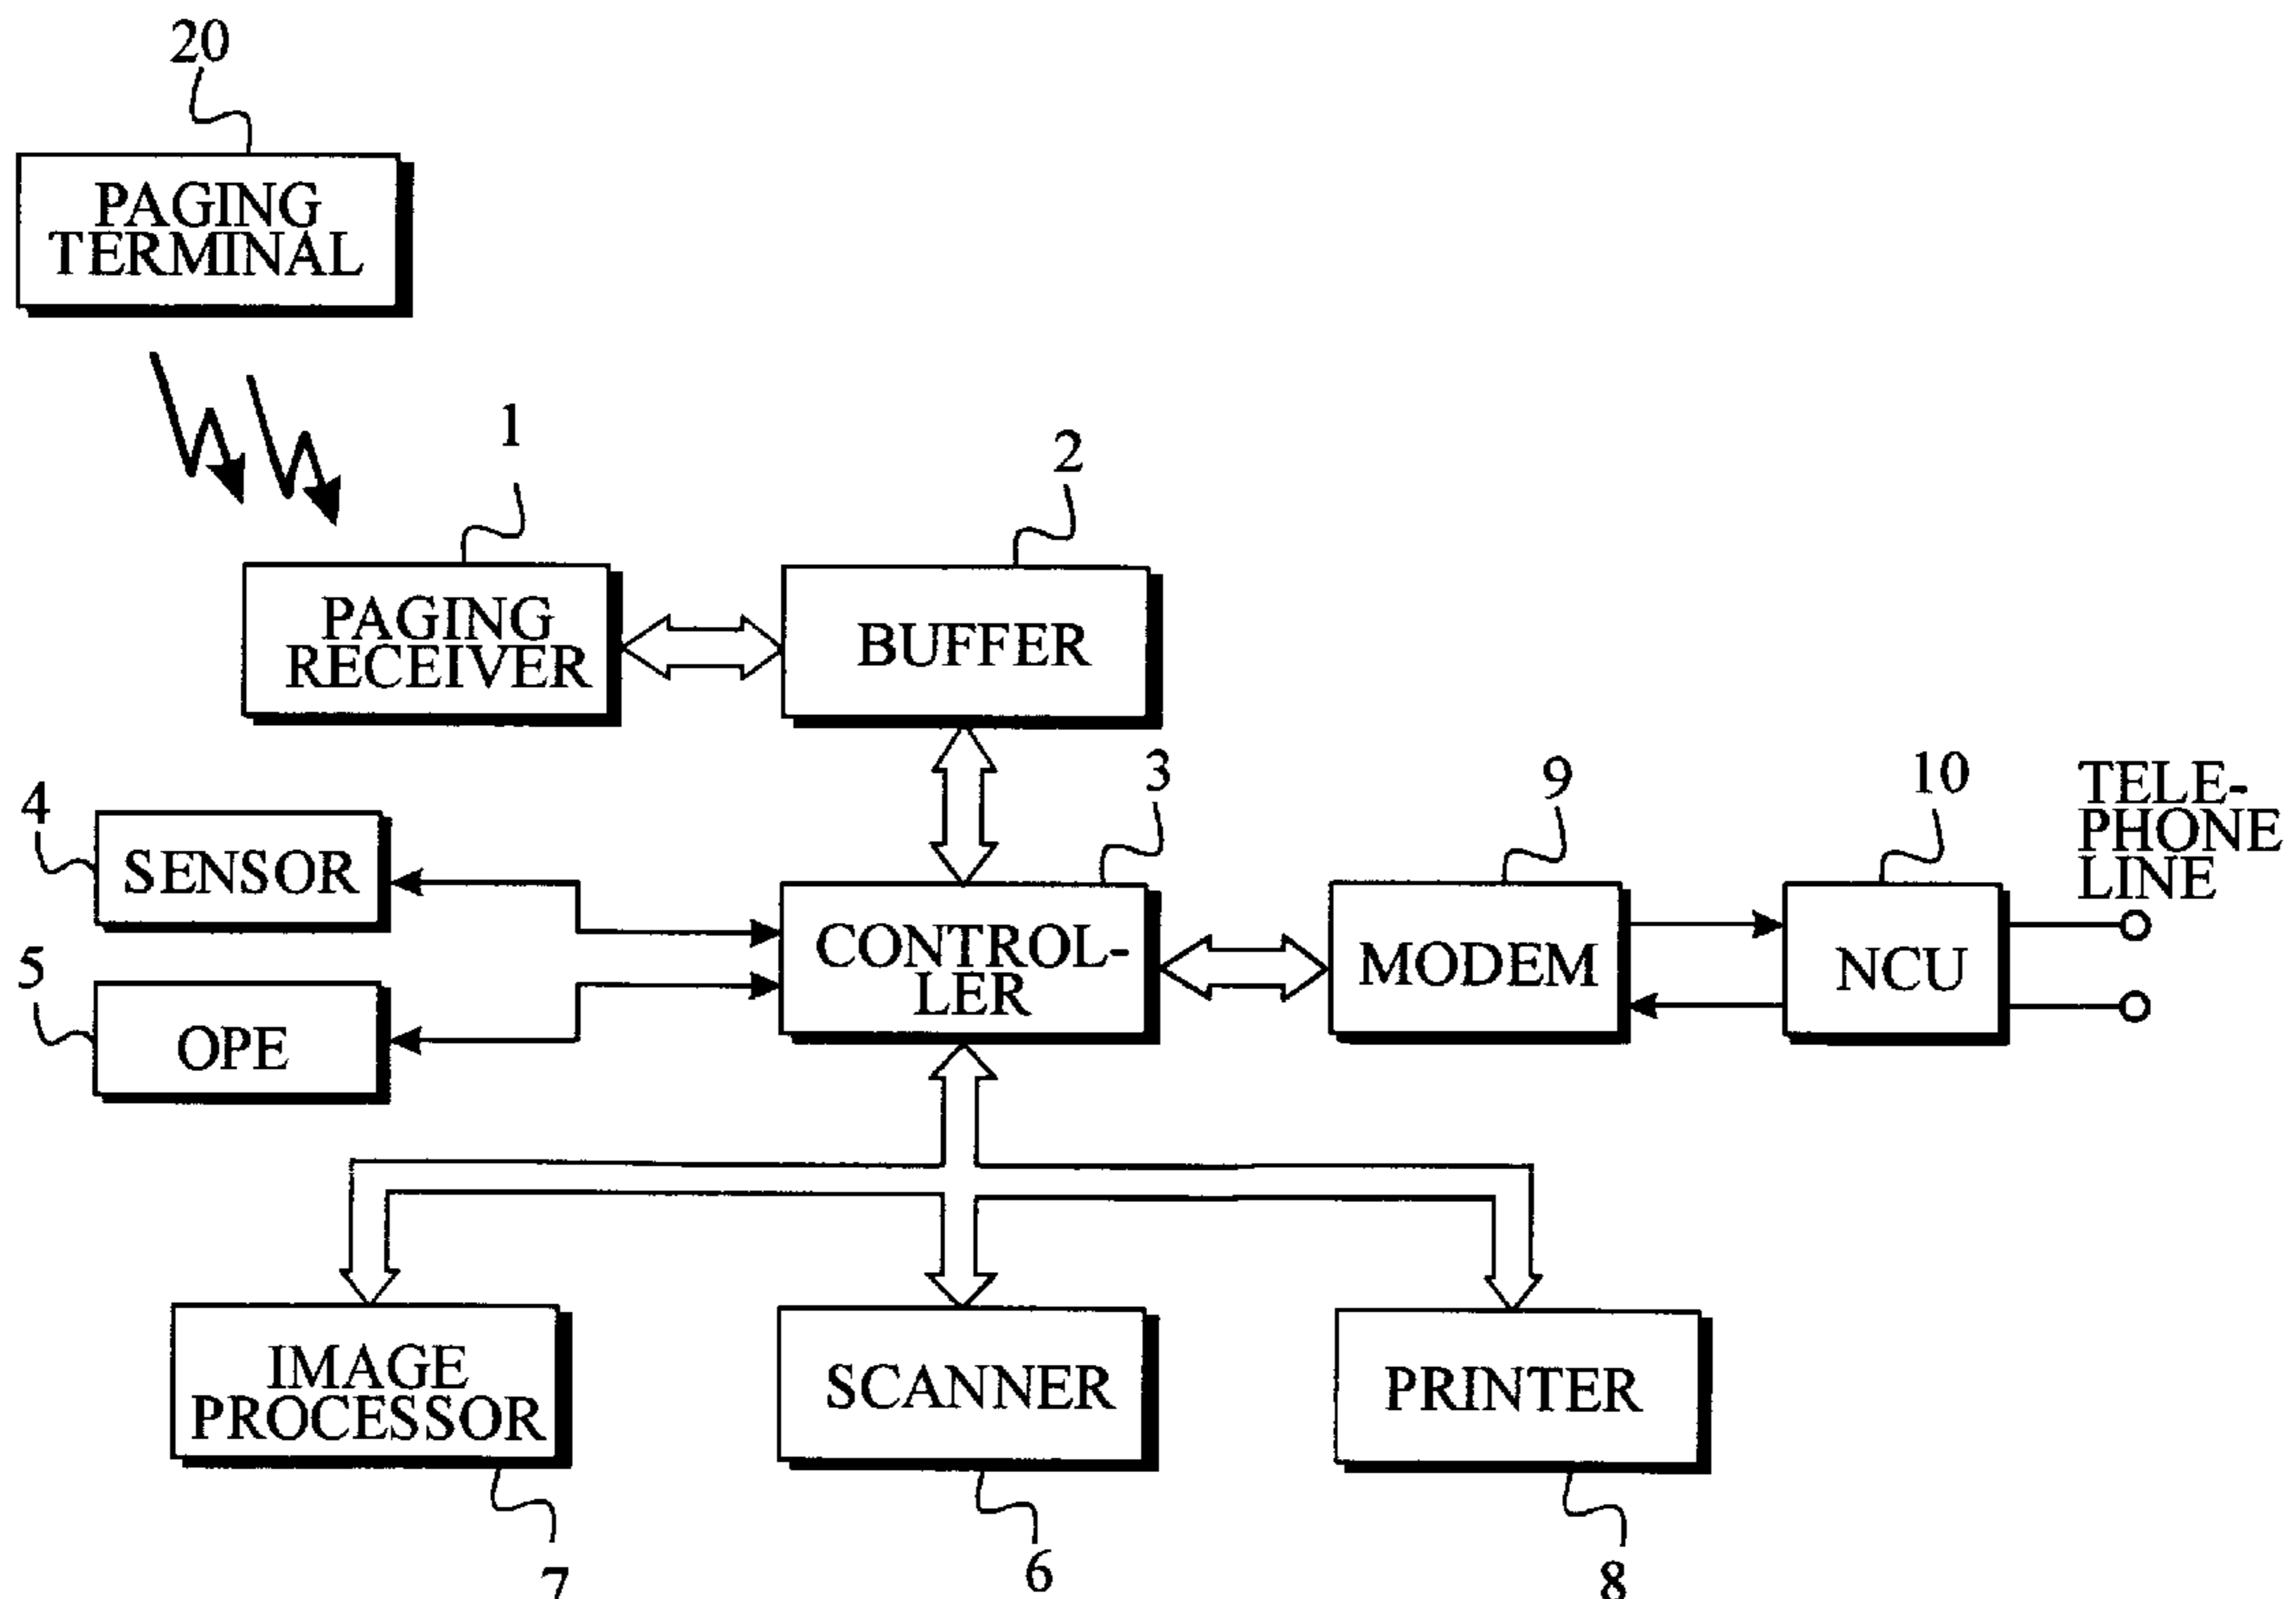 20
PAGING
TERMINAL
1
2
PAGING
RECEIVER
BUFFER
3
4
SENSOR
5
OPE
CONTROL-
LER
9
MODEM
10
NCU
TELE-
PHONE
LINE
IMAGE
PROCESSOR
SCANNER
PRINTER
7
6
8